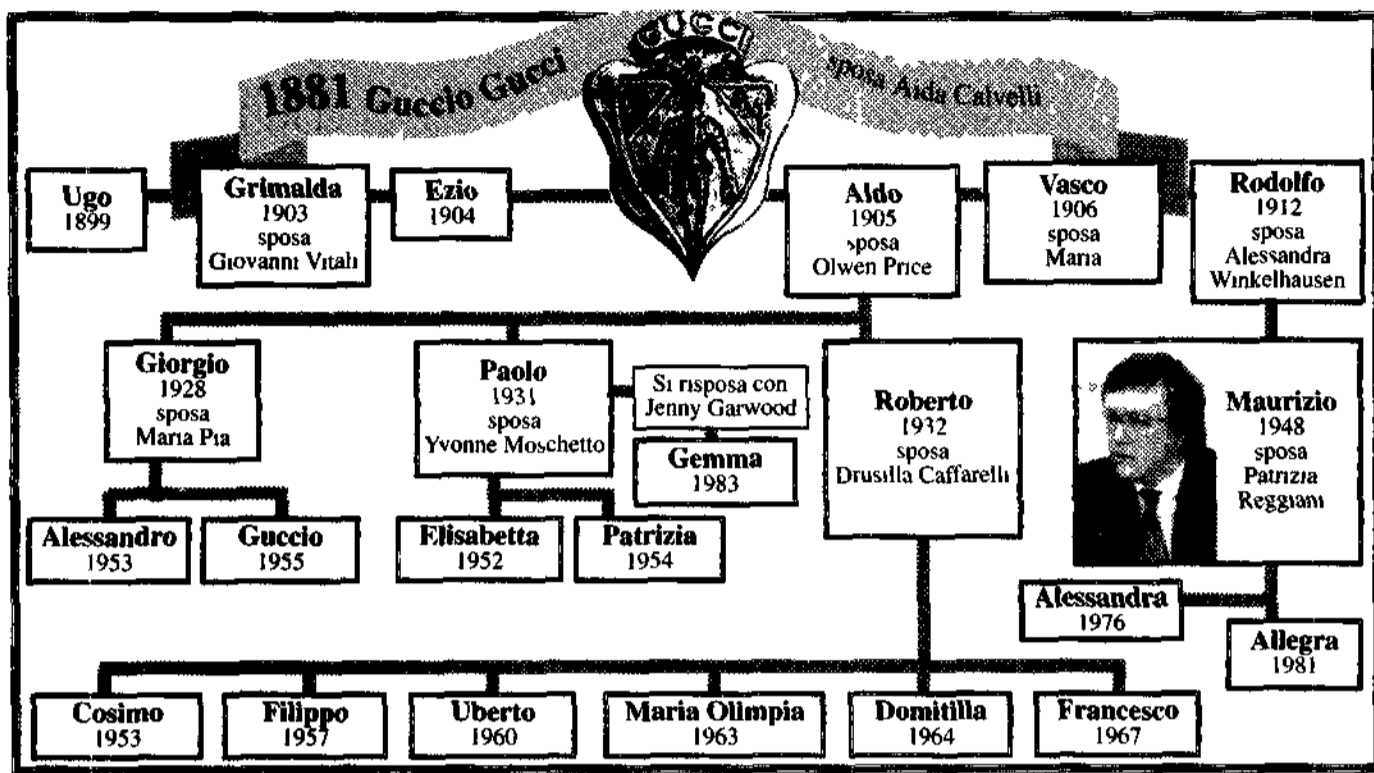 GUCCI
1881 Guccio Gucci
sposa Aida Calvelli
Ugo
1899
Grimalda
1903
sposa
Giovanni Vitali
Ezio
1904
Aldo
1905
sposa
Olwen Price
Vasco
1906
sposa
Maria
Rodolfo
1912
sposa
Alessandra
Winkelhausen
Giorgio
1928
sposa
Maria Pia
Paolo
1931
sposa
Yvonne Moschetto
Si risposa con
Jenny Garwood
Gemma
1983
Roberto
1932
sposa
Drusilla Caffarelli
Maurizio
1948
sposa
Patrizia
Reggiani
Alessandro
1953
Guccio
1955
Elisabetta
1952
Patrizia
1954
Alessandra
1976
Allegra
1981
Cosimo
1953
Filippo
1957
Uberto
1960
Maria Olimpia
1963
Domitilla
1964
Francesco
1967